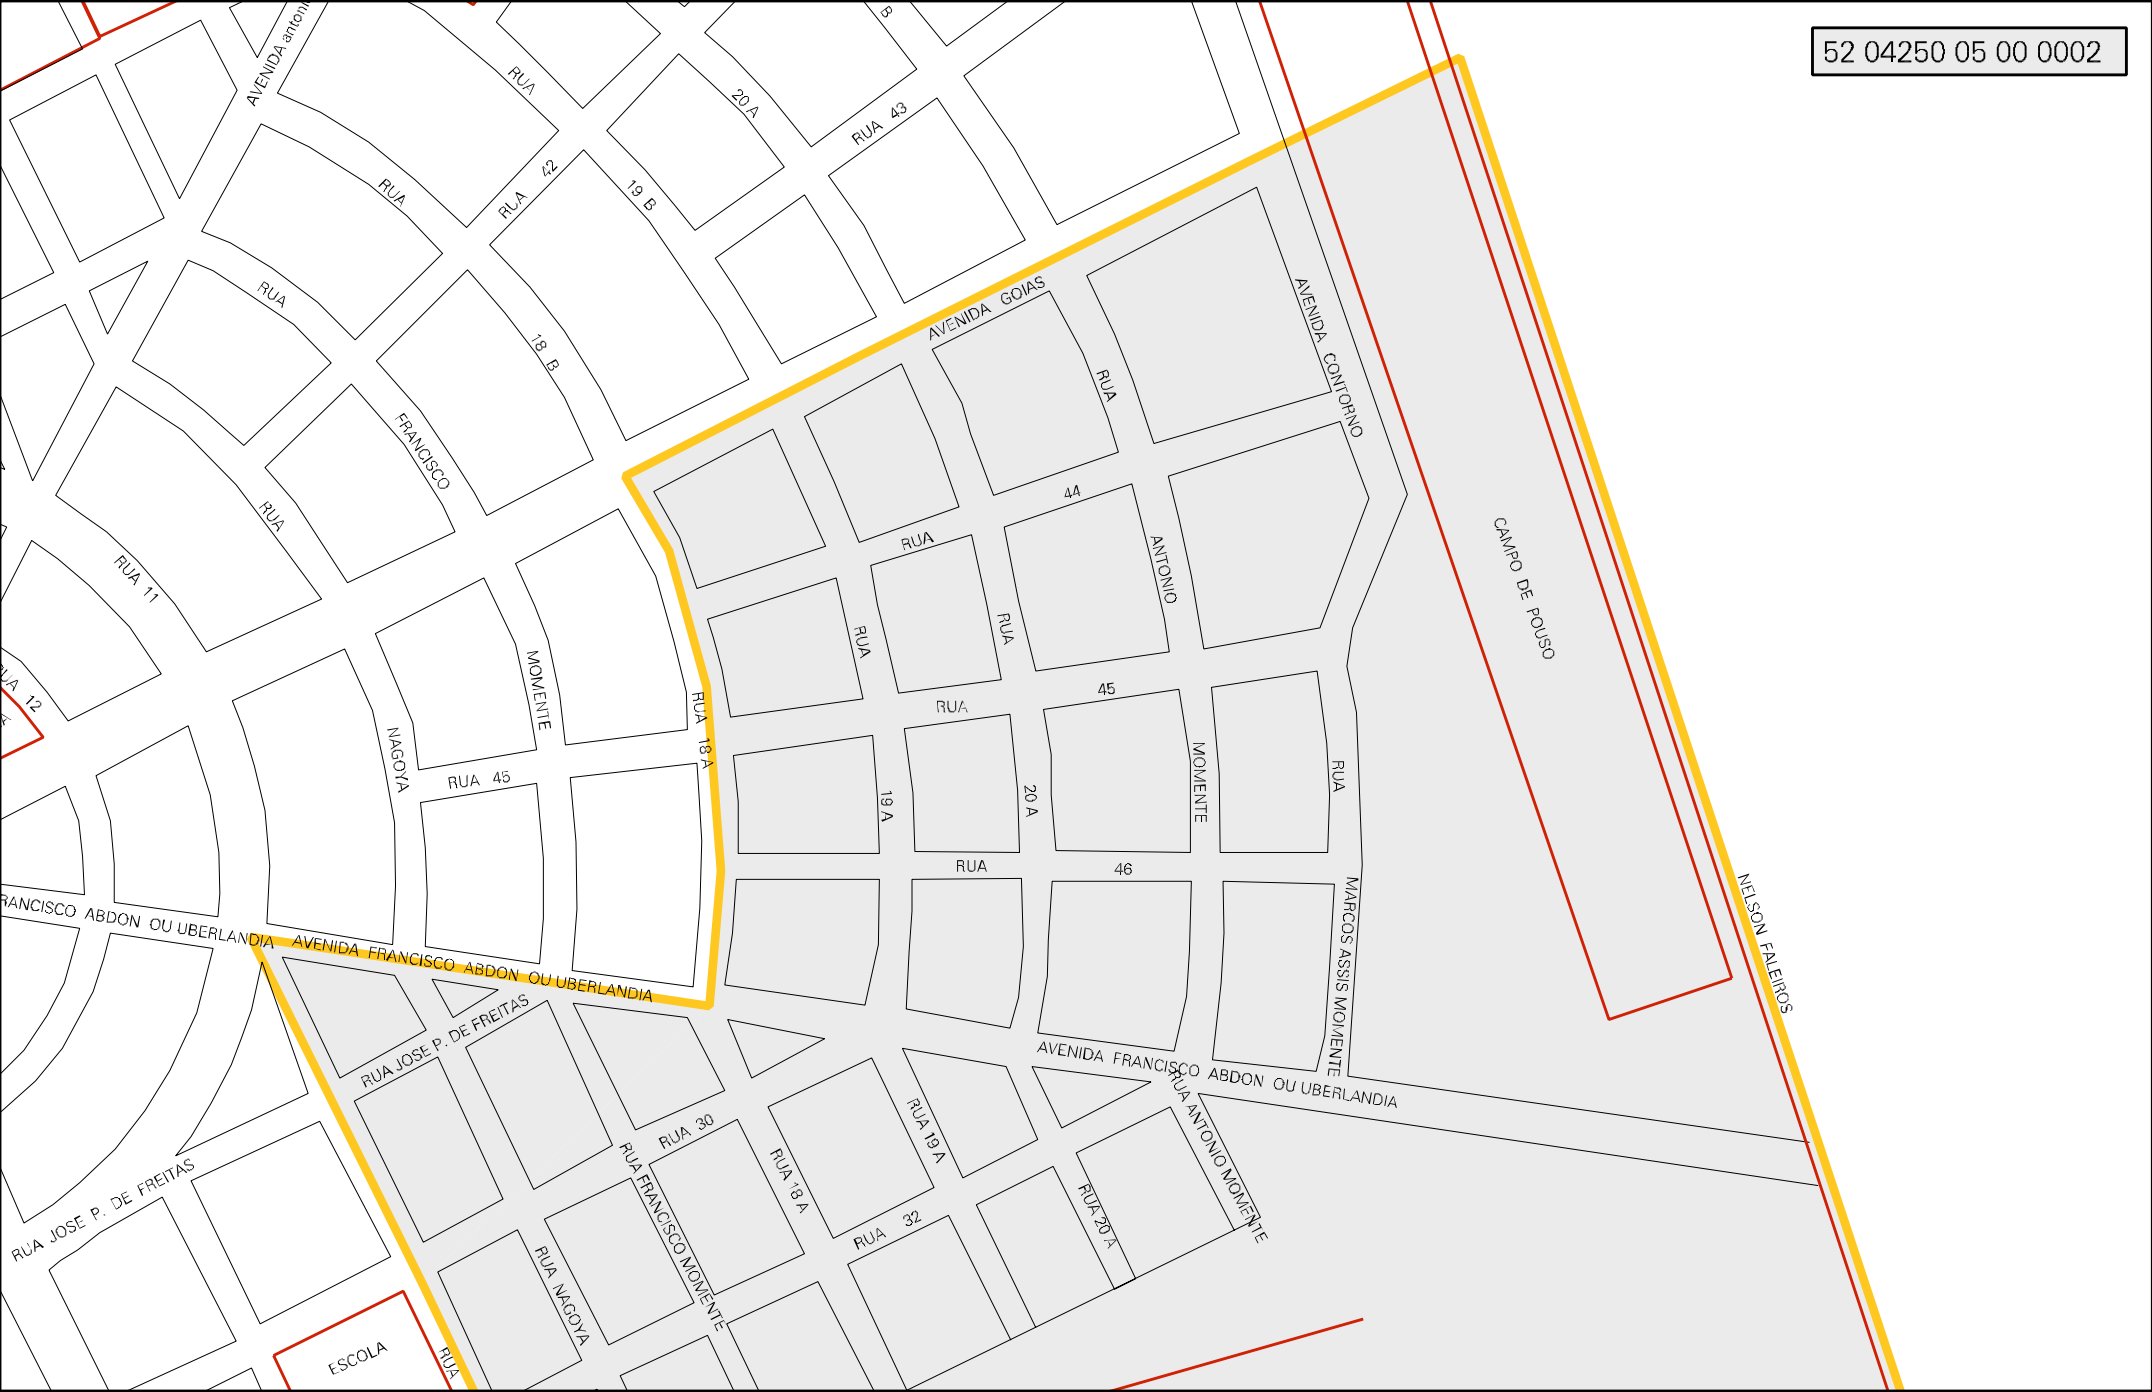 52 04250 05 00 0002
AVENIDA antoni
RUA
20 A
B
RUA 43
RUA 42
RUA
19 B
RUA
18 B
AVENIDA GOIAS
AVENIDA CONTORNO
RUA
FRANCISCO
RUA
RUA 11
44
RUA
ANTONIO
CAMPO DE POUSO
RUA
RUA
12
MOMENTE
RUA 18 A
45
RUA
NAGOYA
RUA 45
MOMENTE
RUA
19 A
20 A
RUA
46
RANCISCO ABDON OU UBERLANDIA
AVENIDA FRANCISCO ABDON OU UBERLANDIA
MARCOS ASSIS MOMENTE
NELSON FALEIROS
RUA JOSE P. DE FREITAS
AVENIDA FRANCISCO ABDON OU UBERLANDIA
RUA ANTONIO MOMENTE
RUA 30
RUA 19 A
RUA 18 A
RUA JOSE P. DE FREITAS
RUA FRANCISCO MOMENTE
RUA 20 A
RUA 32
RUA NAGOYA
ESCOLA
RUA